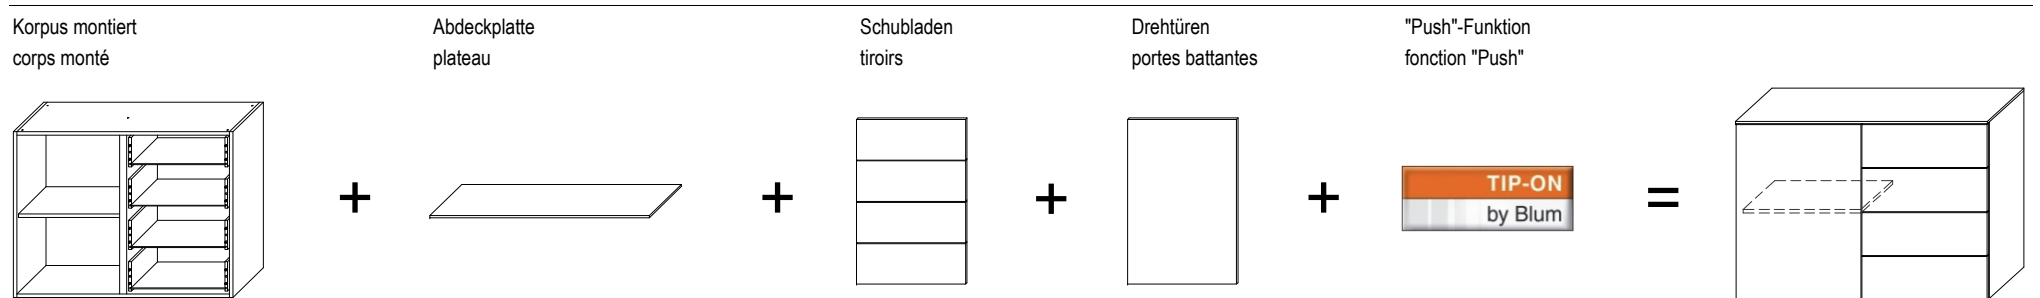 Korpus montiert
corps monté
Abdeckplatte
plateau
Schubladen
tiroirs
Drehtüren
portes battantes
"Push"-Funktion
fonction "Push"
+
+
+
+
TIP-ON
by Blum
=